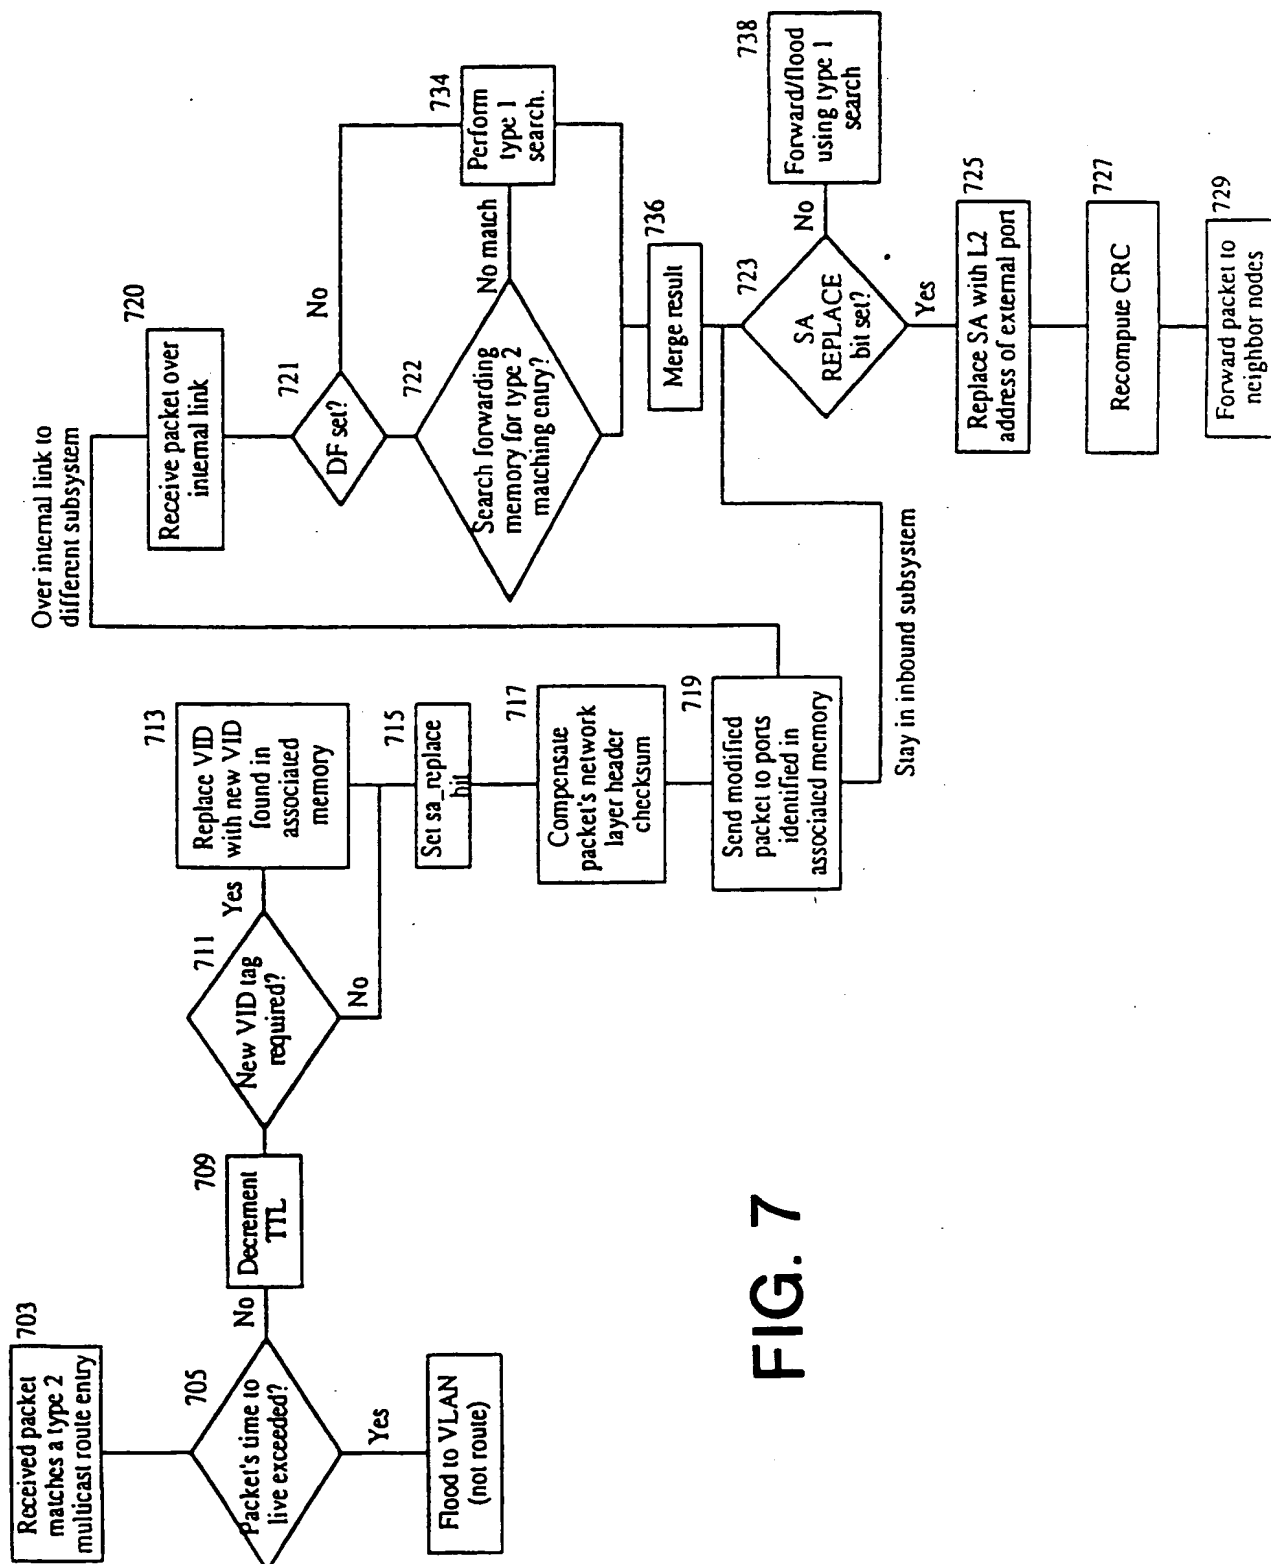 703
Received packet
matches a type 2
multicast route entry
705
Packet's time to
live exceeded?
Yes
Flood to VLAN
(not route)
No
709
Decrement
TTL
711
New VID tag
required?
Yes
No
713
Replace VID
with new VID
found in
associated
memory
715
Set sa_replace
bit
717
Compensate
packet's network
layer header
checksum
719
Send modified
packet to ports
identified in
associated memory
Over internal link to
different subsystem
Stay in inbound subsystem
720
Receive packet over
internal link
721
DF set?
No
722
Search forwarding
memory for type 2
matching entry?
No match
734
Perform
type 1
search.
736
Merge result
723
SA
REPLACE
bit set?
No
738
Forward/flood
using type 1
search
Yes
725
Replace SA with L2
address of external port
727
Recompute CRC
729
Forward packet to
neighbor nodes
FIG. 7